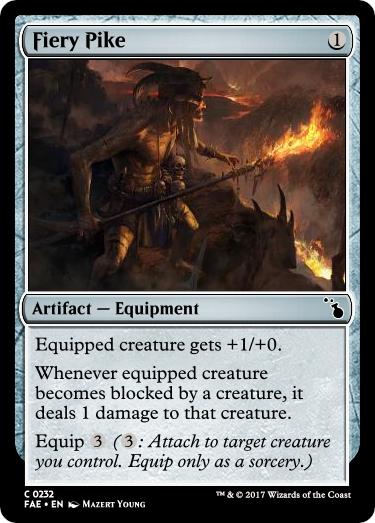 Fiery Pike 1
Artifact — Equipment
Equipped creature gets +1/+0.
Whenever equipped creature
becomes blocked by a creature, it
deals 1 damage to that creature.
Equip 3 (3: Attach to target creature
you control. Equip only as a sorcery.)
C 0232
FAE • EN Mazert Young
™ & © 2017 Wizards of the Coast